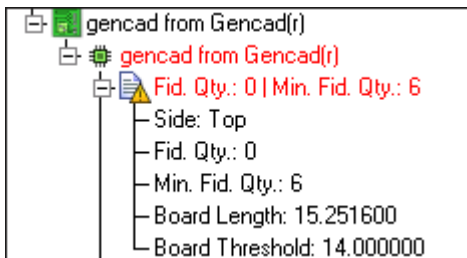 gencad from Gencad(r)
gencad from Gencad(r)
Fid. Qty.: 0 | Min. Fid. Qty.: 6
Side: Top
Fid. Qty.: 0
Min. Fid. Qty.: 6
Board Length: 15.251600
Board Threshold: 14.000000